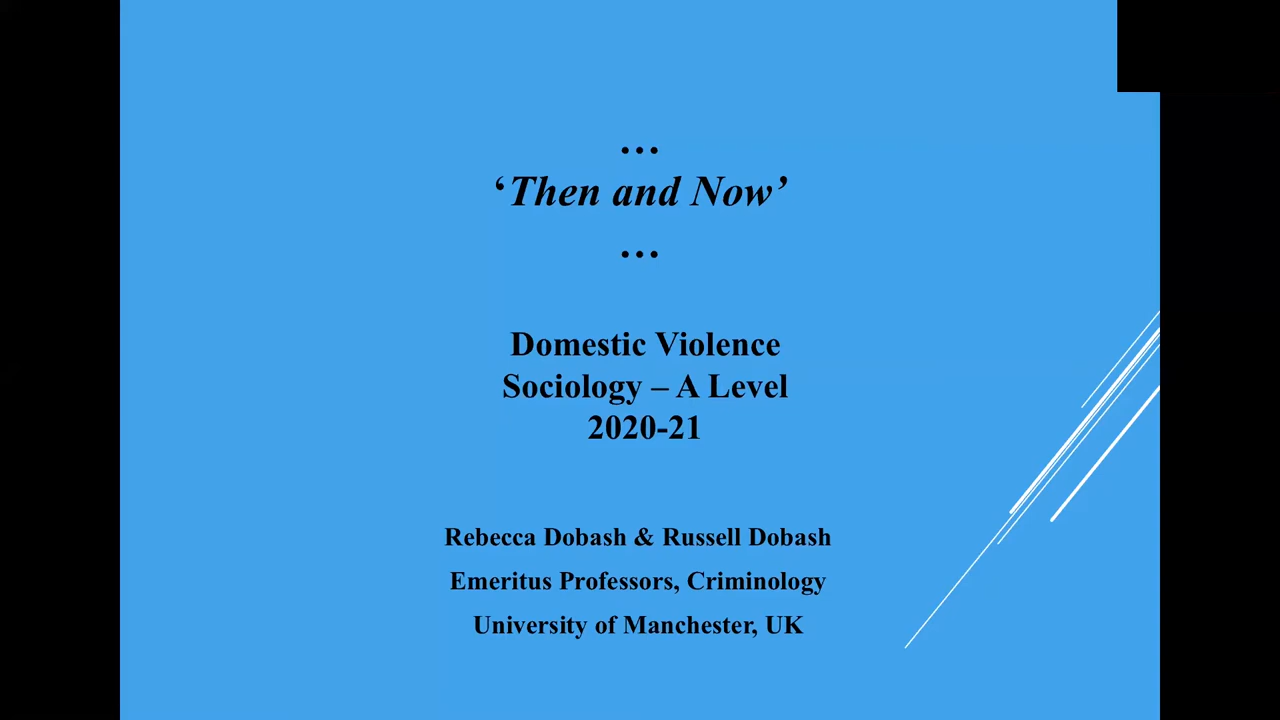 …
‘Then and Now’
…
Domestic Violence
Sociology – A Level
2020-21
Rebecca Dobash & Russell Dobash
Emeritus Professors, Criminology
University of Manchester, UK